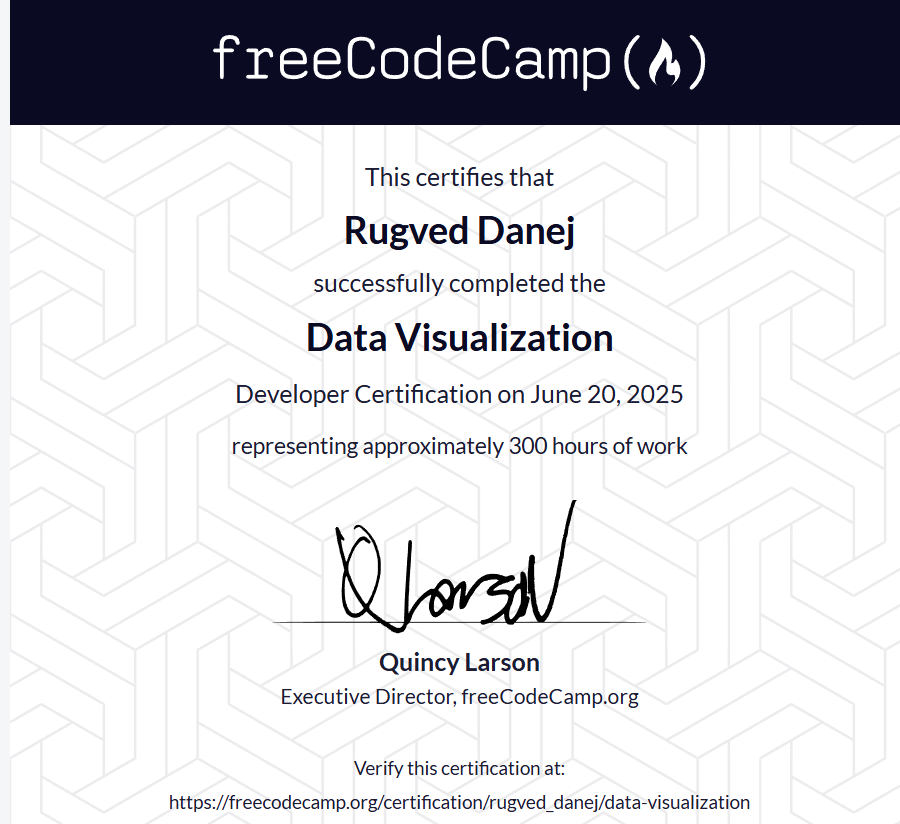 freeCodeCamp
This certifies that
Rugved Danej
successfully completed the
Data Visualization
Developer Certification on June 20, 2025
representing approximately 300 hours of work
Q Larson
Quincy Larson
Executive Director, freeCodeCamp.org
Verify this certification at:
https://freecodecamp.org/certification/rugved_danej/data-visualization